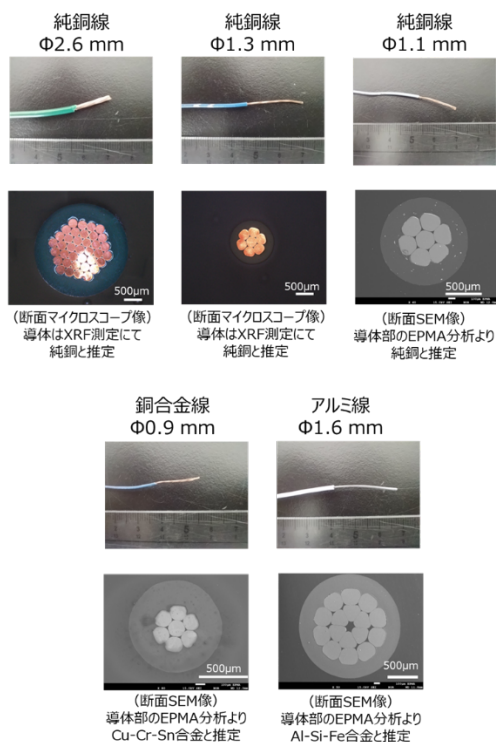 純銅線
Φ2.6 mm
純銅線
Φ1.3 mm
純銅線
Φ1.1 mm
500μm
500μm
500μm
(断面マイクロスコープ像)
導体はXRF測定にて
純銅と推定
(断面マイクロスコープ像)
導体はXRF測定にて
純銅と推定
(断面SEM像)
導体部のEPMA分析より
純銅と推定
銅合金線
Φ0.9 mm
アルミ線
Φ1.6 mm
500μm
500μm
(断面SEM像)
導体部のEPMA分析より
Cu-Cr-Sn合金と推定
(断面SEM像)
導体部のEPMA分析より
Al-Si-Fe合金と推定